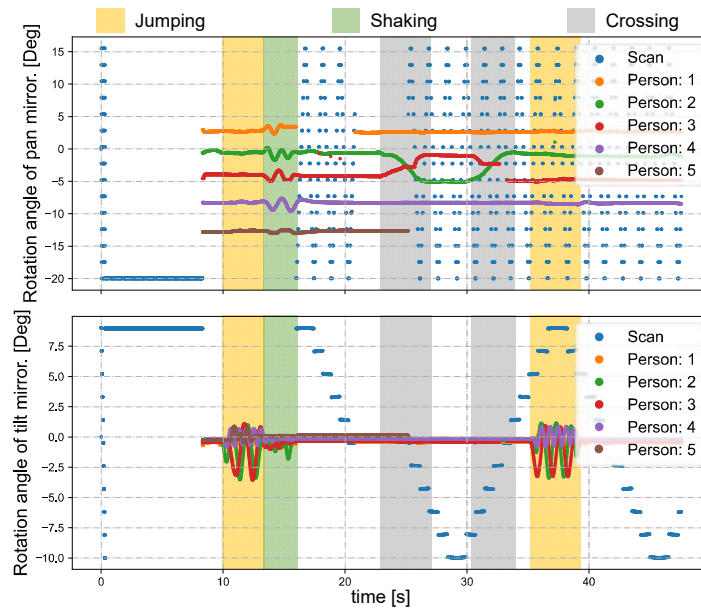 Jumping Shaking Crossing
Rotation angle of pan mirror. [Deg]
15
10
5
0
−5
−10
−15
−20
Scan
Person: 1
Person: 2
Person: 3
Person: 4
Person: 5
Rotation angle of tilt mirror. [Deg]
7.5
5.0
2.5
0.0
−2.5
−5.0
−7.5
−10.0
Scan
Person: 1
Person: 2
Person: 3
Person: 4
Person: 5
0 10 20 30 40
time [s]